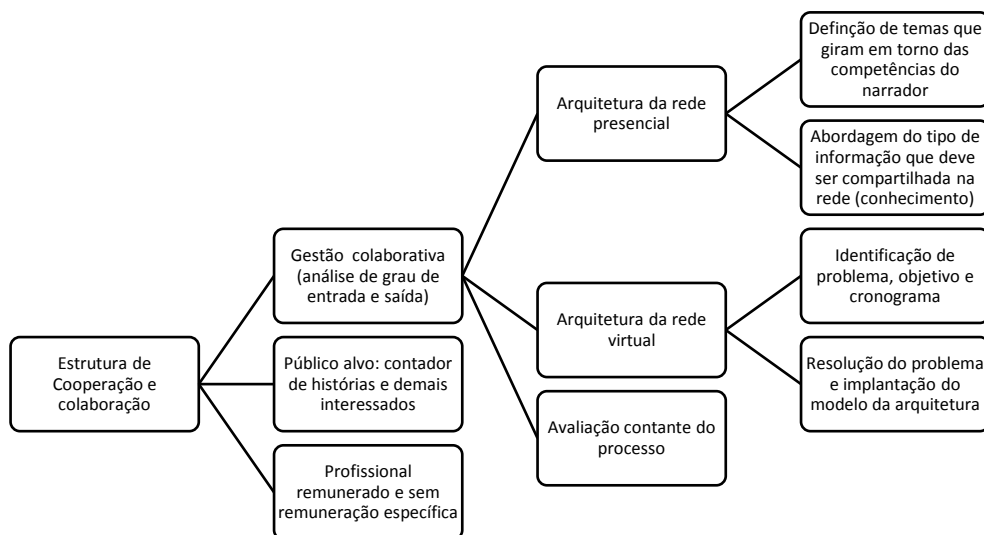 Estrutura de
Cooperação e
colaboração
Gestão colaborativa
(análise de grau de
entrada e saída)
Arquitetura da rede
presencial
Definção de temas que
giram em torno das
competências do
narrador
Abordagem do tipo de
informação que deve
ser compartilhada na
rede (conhecimento)
Arquitetura da rede
virtual
Identificação de
problema, objetivo e
cronograma
Resolução do problema
e implantação do
modelo da arquitetura
Avaliação contante do
processo
Público alvo: contador
de histórias e demais
interessados
Profissional
remunerado e sem
remuneração específica